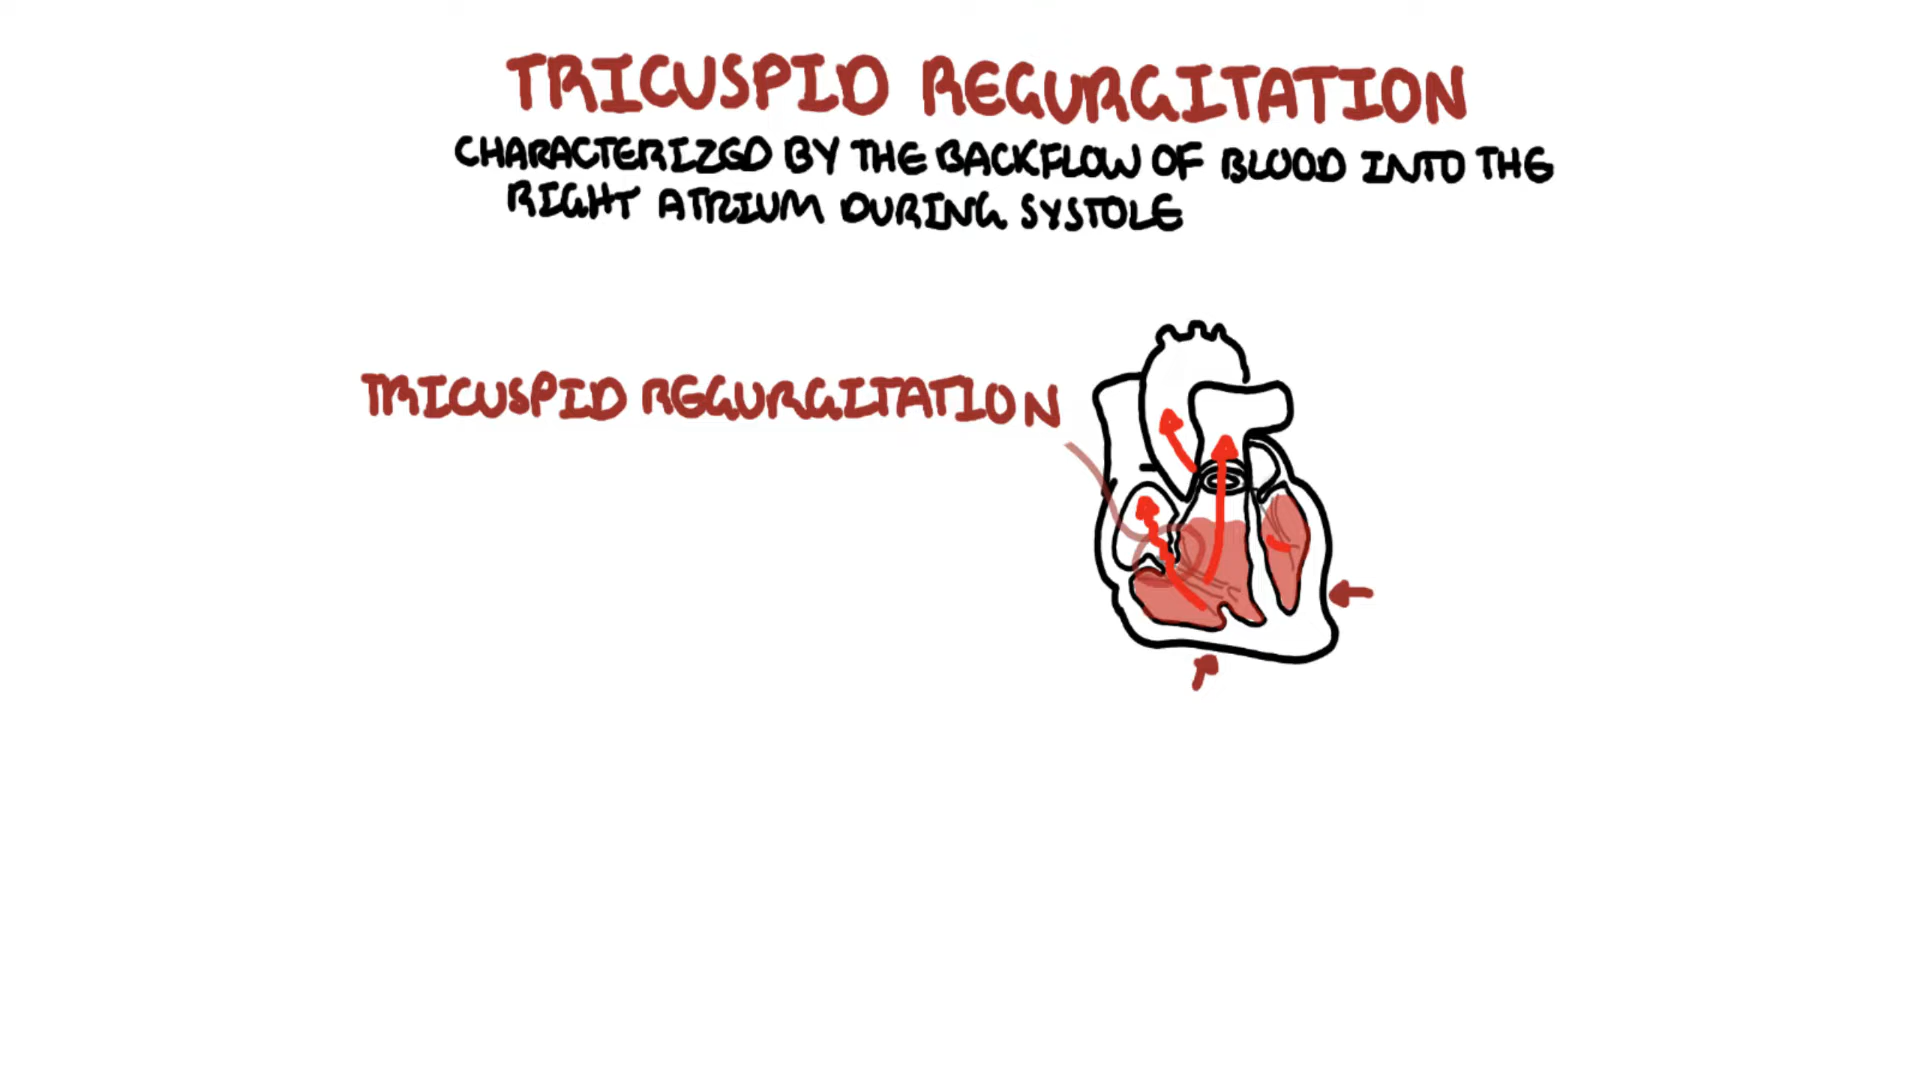 TRICUSPID REGURGITATION
CHARACTERIZED BY THE BACKFLOW OF BLOOD INTO THE
RIGHT ATRIUM DURING SYSTOLE
TRICUSPID REGURGITATION